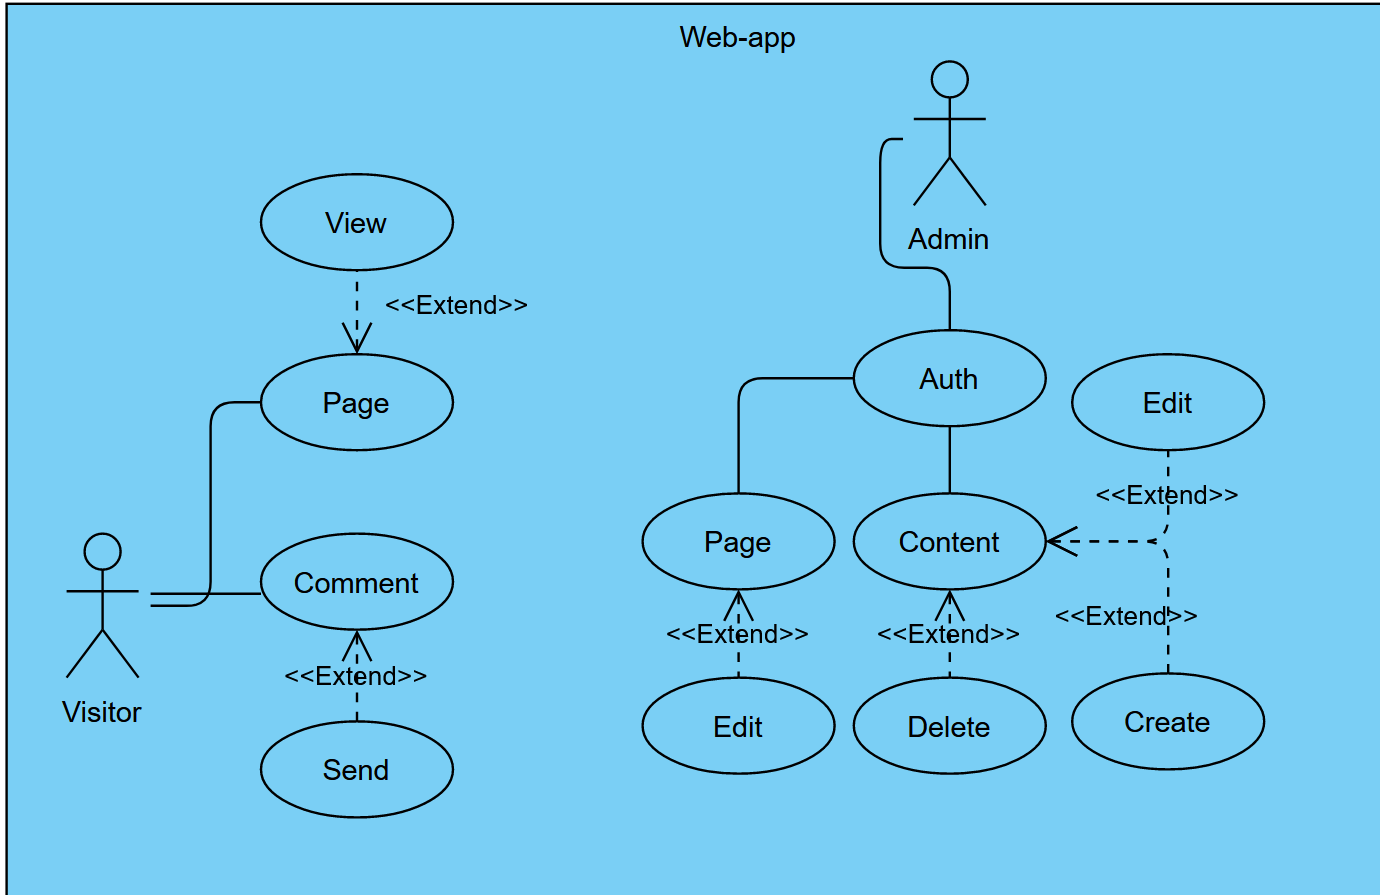 Web-app
Admin
View
<<Extend>>
Page
Auth
Edit
<<Extend>>
Page
Content
Comment
<<Extend>>
<<Extend>>
<<Extend>>
<<Extend>>
Visitor
Send
Edit
Delete
Create